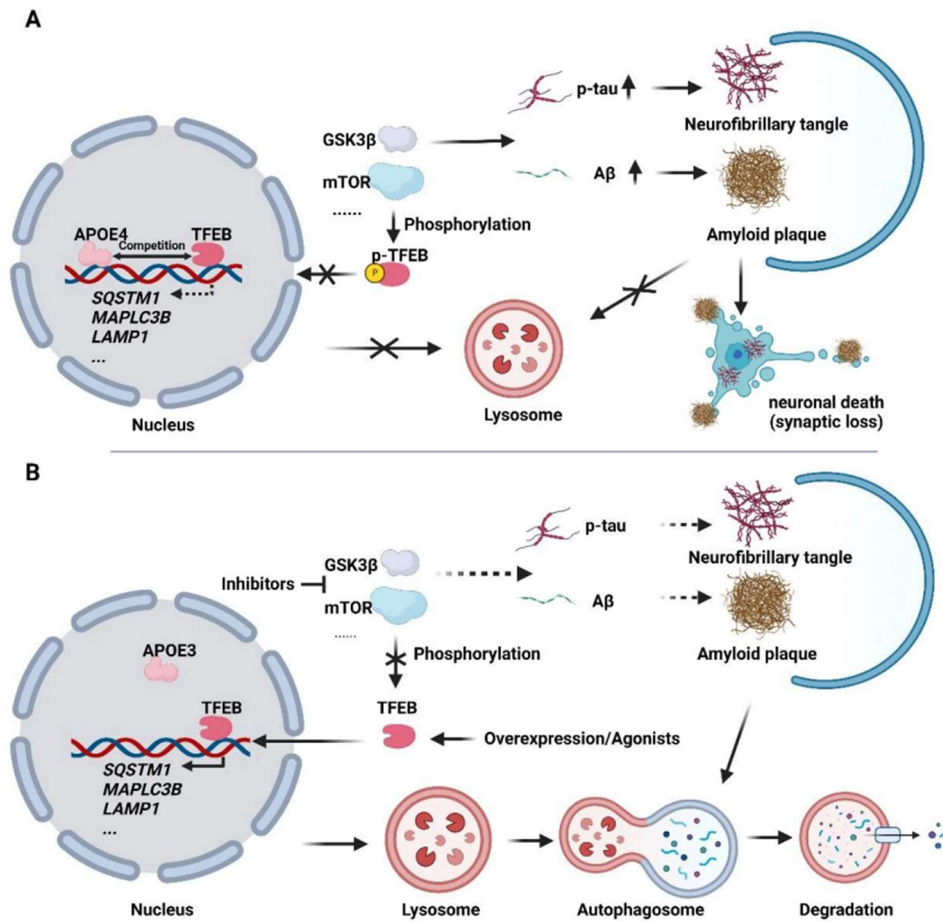 A
p-tau
Neurofibrillary tangle
GSK3β
mTOR
......
Aβ
Amyloid plaque
Phosphorylation
p-TFEB
P
APOE4
Competition
TFEB
SQSTM1
MAPLC3B
LAMP1
...
Nucleus
Lysosome
neuronal death
(synaptic loss)
B
p-tau
Neurofibrillary tangle
Inhibitors
GSK3β
mTOR
......
Aβ
Amyloid plaque
Phosphorylation
APOE3
TFEB
TFEB
Overexpression/Agonists
SQSTM1
MAPLC3B
LAMP1
...
Nucleus
Lysosome
Autophagosome
Degradation